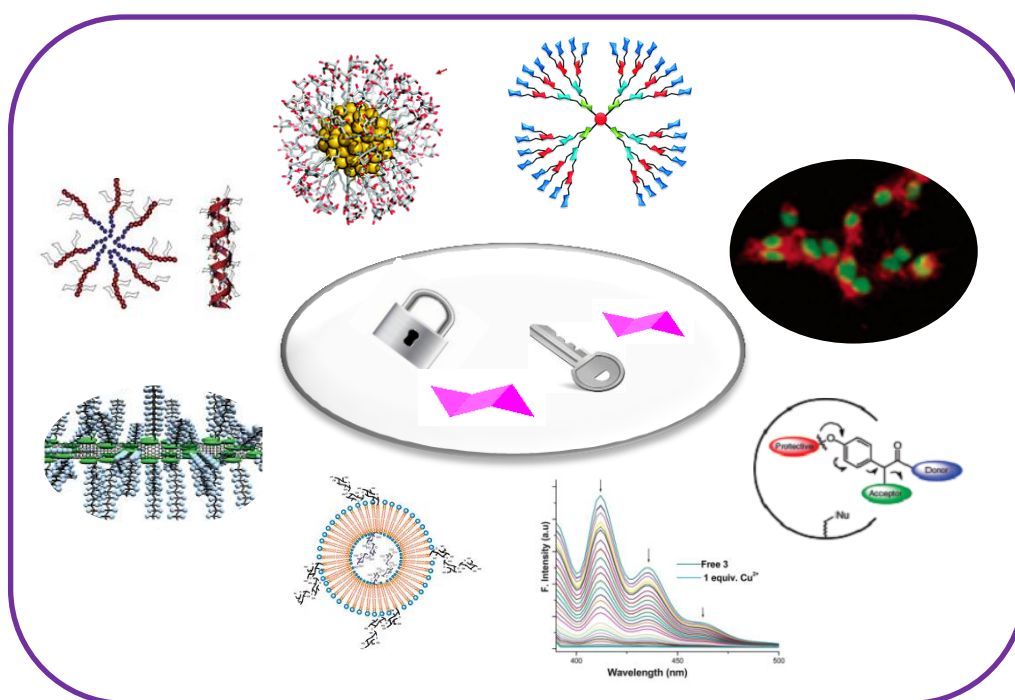 Protective
O
O
Donor
Acceptor
Nu
F. Intensity (a.u)
Free 3
1 equiv. Cu²⁺
400
450
500
Wavelength (nm)